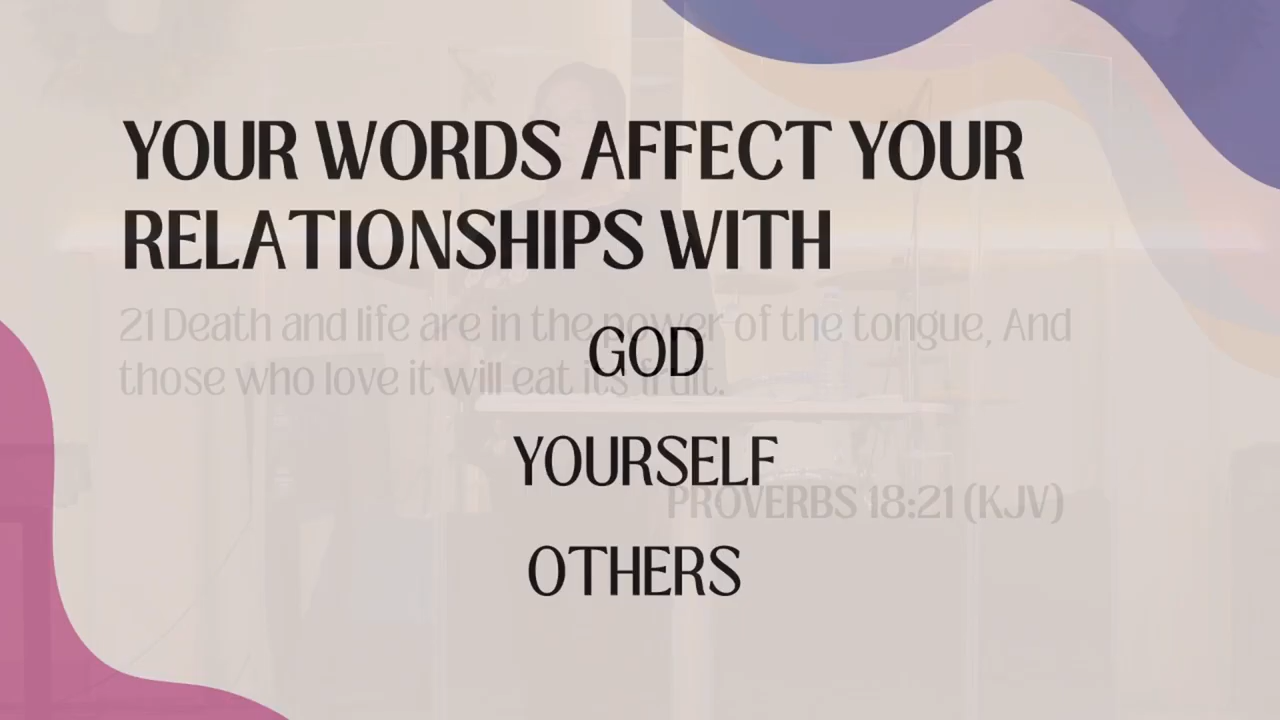 YOUR WORDS AFFECT YOUR
RELATIONSHIPS WITH
21 Death and life are in the power of the tongue, And
GOD
those who love it will eat its fruit.
YOURSELF
PROVERBS 18:21 (KJV)
OTHERS